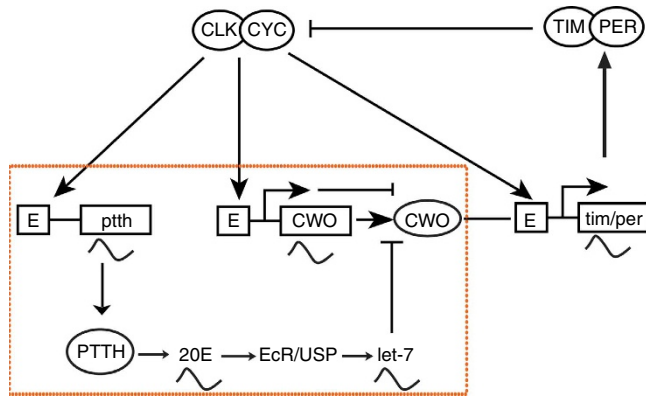 CLK CYC TIM PER
E ptth E CWO CWO E tim/per
PTTH 20E EcR/USP let-7